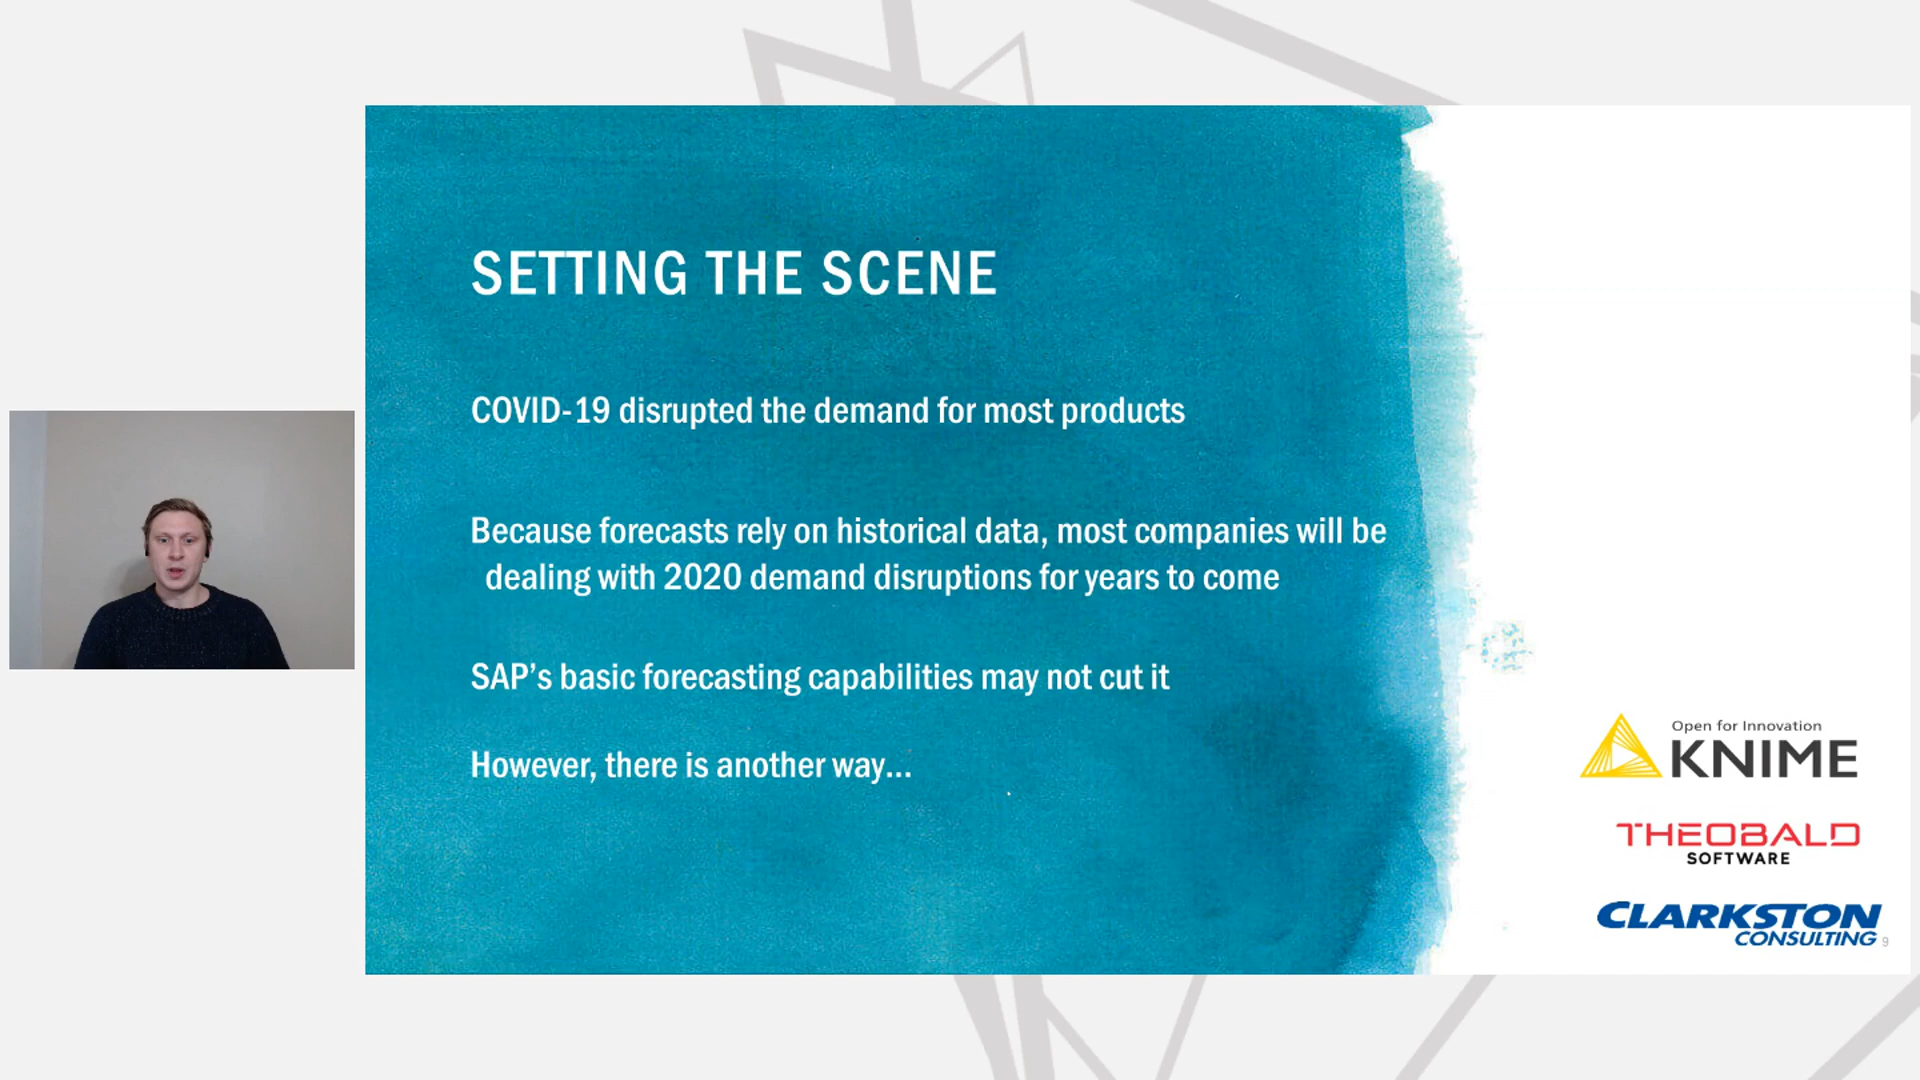 SETTING THE SCENE
COVID-19 disrupted the demand for most products
Because forecasts rely on historical data, most companies will be
dealing with 2020 demand disruptions for years to come
SAP’s basic forecasting capabilities may not cut it
However, there is another way...
Open for Innovation
KNIME
THEOBALD
SOFTWARE
CLARKSTON
CONSULTING
9